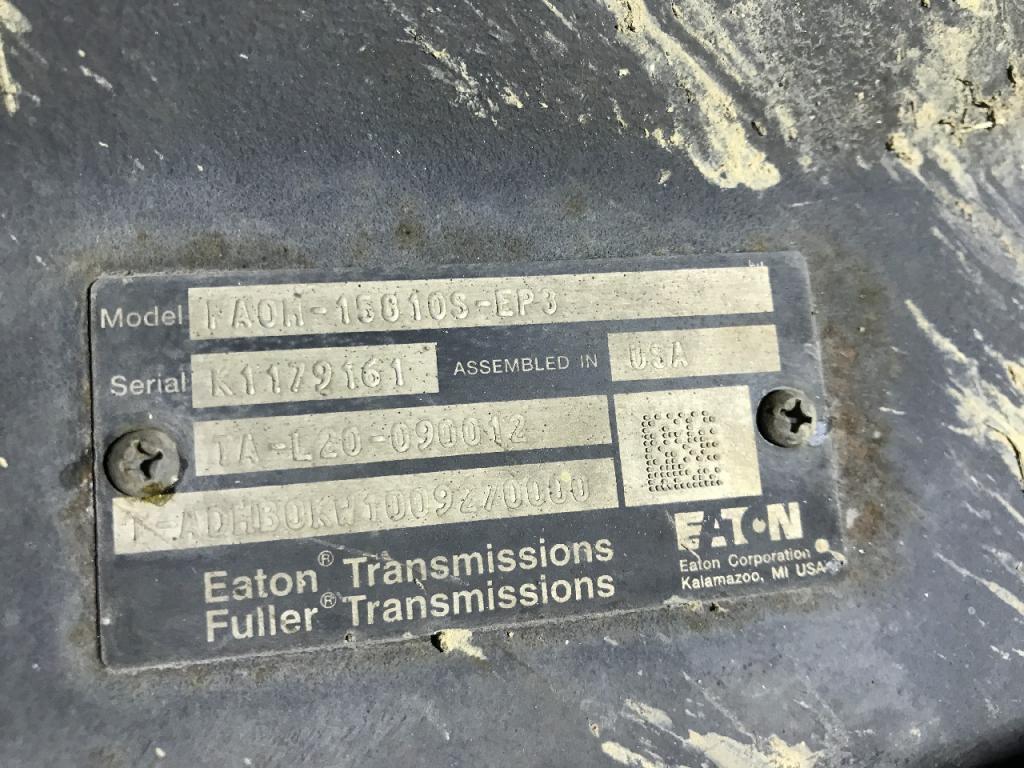 Model FAOM-15810S-EP3
Serial K1179161 ASSEMBLED IN USA
TA-L20-090012
Eaton® Transmissions
Fuller® Transmissions
EATON
Eaton Corporation
Kalamazoo, MI USA